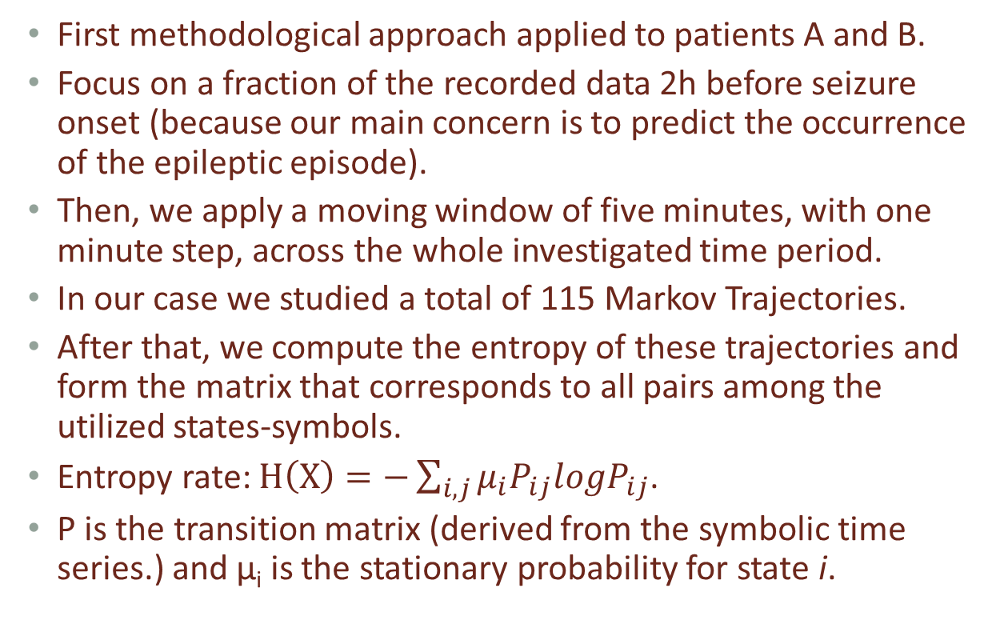 • First methodological approach applied to patients A and B.
• Focus on a fraction of the recorded data 2h before seizure
onset (because our main concern is to predict the occurrence
of the epileptic episode).
• Then, we apply a moving window of five minutes, with one
minute step, across the whole investigated time period.
• In our case we studied a total of 115 Markov Trajectories.
• After that, we compute the entropy of these trajectories and
form the matrix that corresponds to all pairs among the
utilized states-symbols.
• Entropy rate: H(X) = −∑_{i,j} μ_i P_{ij} log P_{ij}.
• P is the transition matrix (derived from the symbolic time
series.) and μ_i is the stationary probability for state i.